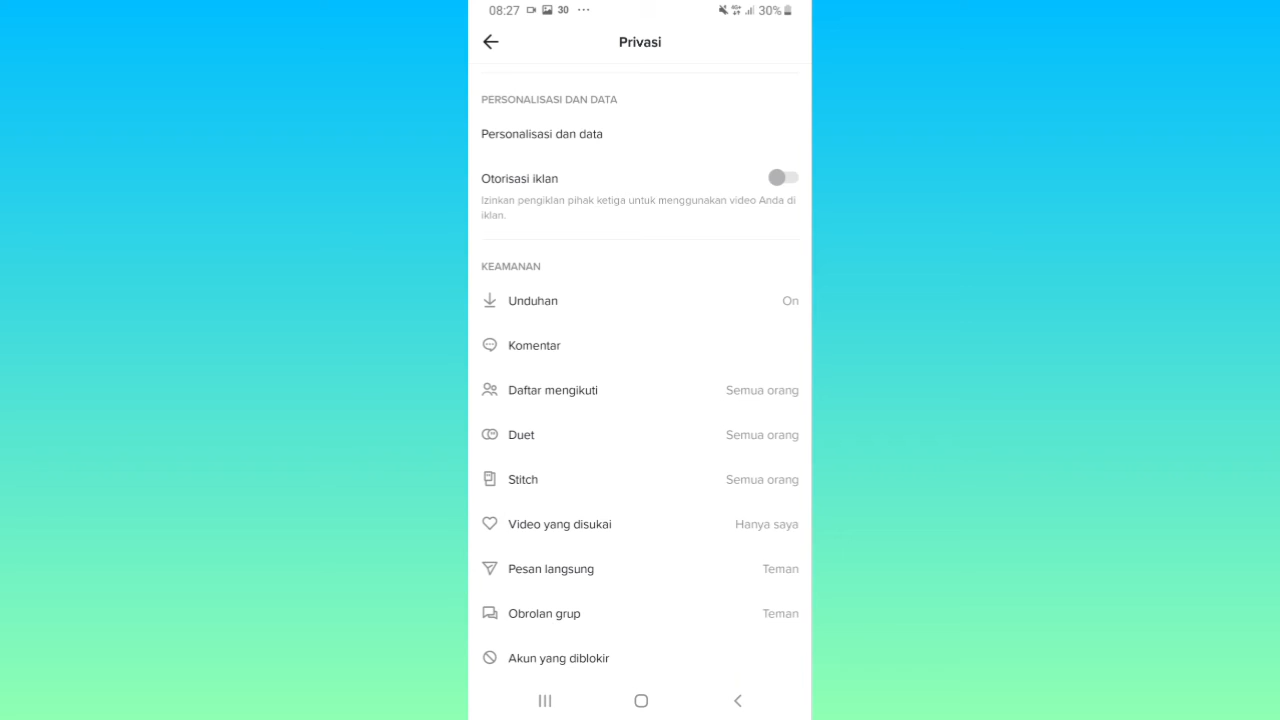 08:27 30 ... 30%
Privasi
PERSONALISASI DAN DATA
Personalisasi dan data
Otorisasi iklan
Izinkan pengiklan pihak ketiga untuk menggunakan video Anda di
iklan.
KEAMANAN
Unduhan On
Komentar
Daftar mengikuti Semua orang
Duet Semua orang
Stitch Semua orang
Video yang disukai Hanya saya
Pesan langsung Teman
Obrolan grup Teman
Akun yang diblokir